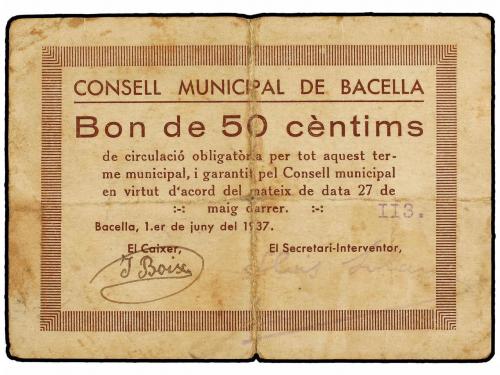 CONSELL MUNICIPAL DE BACELLA
Bon de 50 cèntims
de circulació obligatòria per tot aquest ter-
me municipal, i garantit pel Consell municipal
en virtut d'acord del mateix de data 27 de
:-: maig darrer. :-: II3.
Bacella, 1.er de juny del 1937.
El Caixer, El Secretari-Interventor,
J Boix